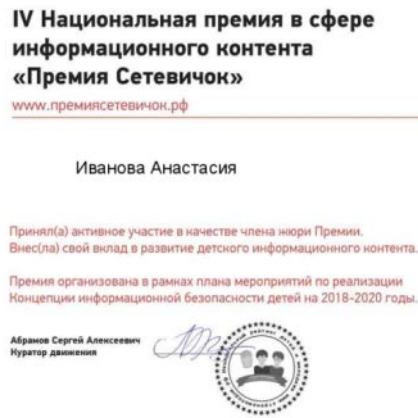 IV Национальная премия в сфере
информационного контента
«Премия Сетевичок»
www.премиясетевичок.рф
Иванова Анастасия
Принял(а) активное участие в качестве члена жюри Премии.
Внес(ла) свой вклад в развитие детского информационного контента.
Премия организована в рамках плана мероприятий по реализации
Концепции информационной безопасности детей на 2018-2020 годы.
Абрамов Сергей Алексеевич
Куратор движения